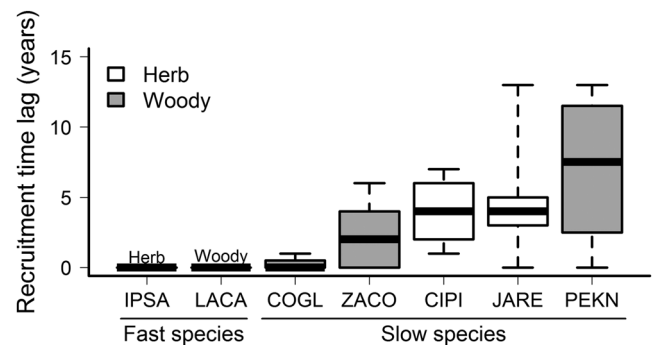 Recruitment time lag (years)
15
10
5
0
Herb
Woody
Herb
Woody
IPSA LACA COGL ZACO CIPI JARE PEKN
Fast species Slow species